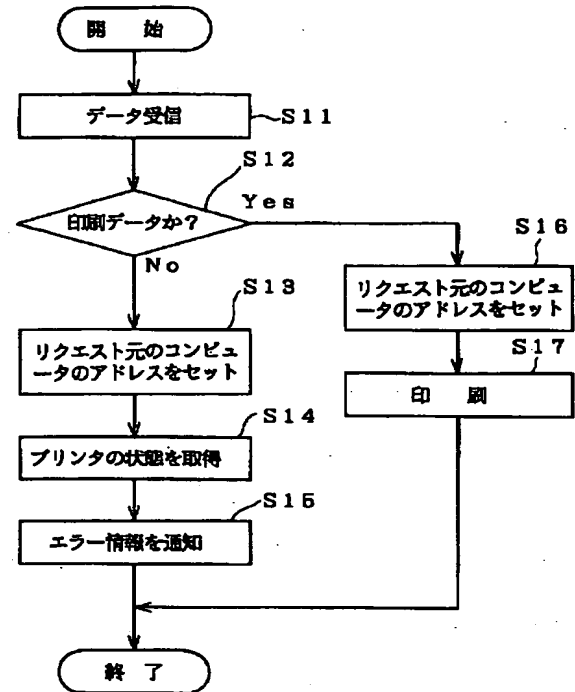 開 始
データ受信
S11
S12
印刷データか?
Yes
No
S13
リクエスト元のコンピュ
ータのアドレスをセット
S14
プリンタの状態を取得
S15
エラー情報を通知
S16
リクエスト元のコンピュ
ータのアドレスをセット
S17
印 刷
終 了